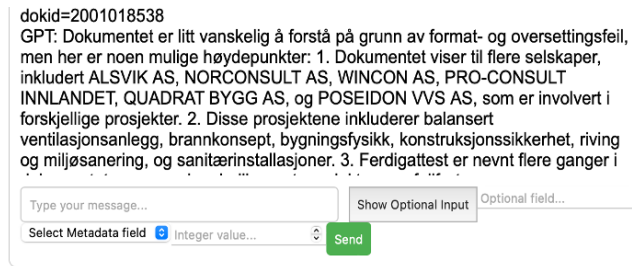 dokid=2001018538
GPT: Dokumentet er litt vanskelig å forstå på grunn av format- og oversettingsfeil,
men her er noen mulige høydepunkter: 1. Dokumentet viser til flere selskaper,
inkludert ALSVIK AS, NORCONSULT AS, WINCON AS, PRO-CONSULT
INNLANDET, QUADRAT BYGG AS, og POSEIDON VVS AS, som er involvert i
forskjellige prosjekter. 2. Disse prosjektene inkluderer balansert
ventilasjonsanlegg, brannkonsept, bygningsfysikk, konstruksjonssikkerhet, riving
og miljøsanering, og sanitærinstallasjoner. 3. Ferdigattest er nevnt flere ganger i
Type your message... Show Optional Input Optional field...
Select Metadata field Integer value... Send